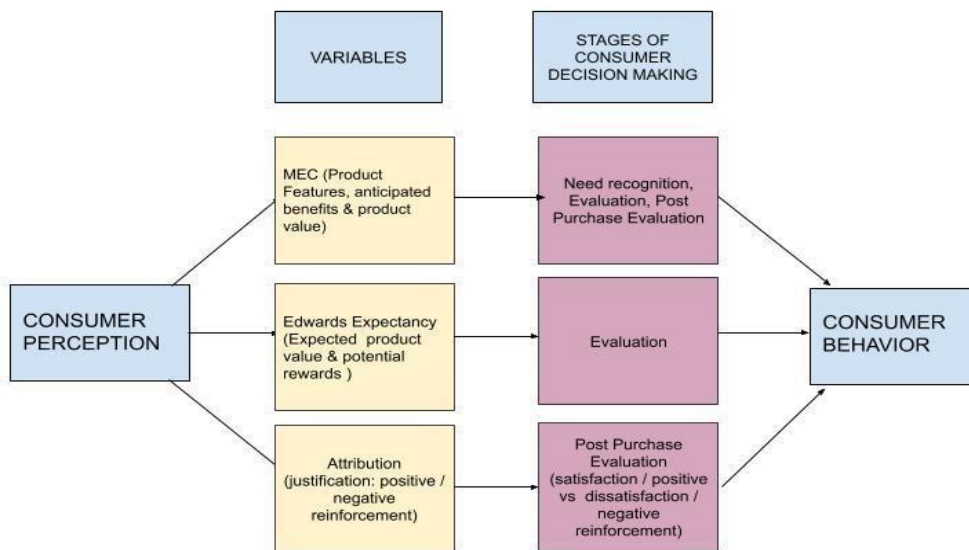 VARIABLES
STAGES OF
CONSUMER
DECISION MAKING
MEC (Product
Features, anticipated
benefits & product
value)
Need recognition,
Evaluation, Post
Purchase Evaluation
CONSUMER
PERCEPTION
Edwards Expectancy
(Expected product
value & potential
rewards )
Evaluation
CONSUMER
BEHAVIOR
Attribution
(justification: positive /
negative
reinforcement)
Post Purchase
Evaluation
(satisfaction / positive
vs dissatisfaction /
negative
reinforcement)